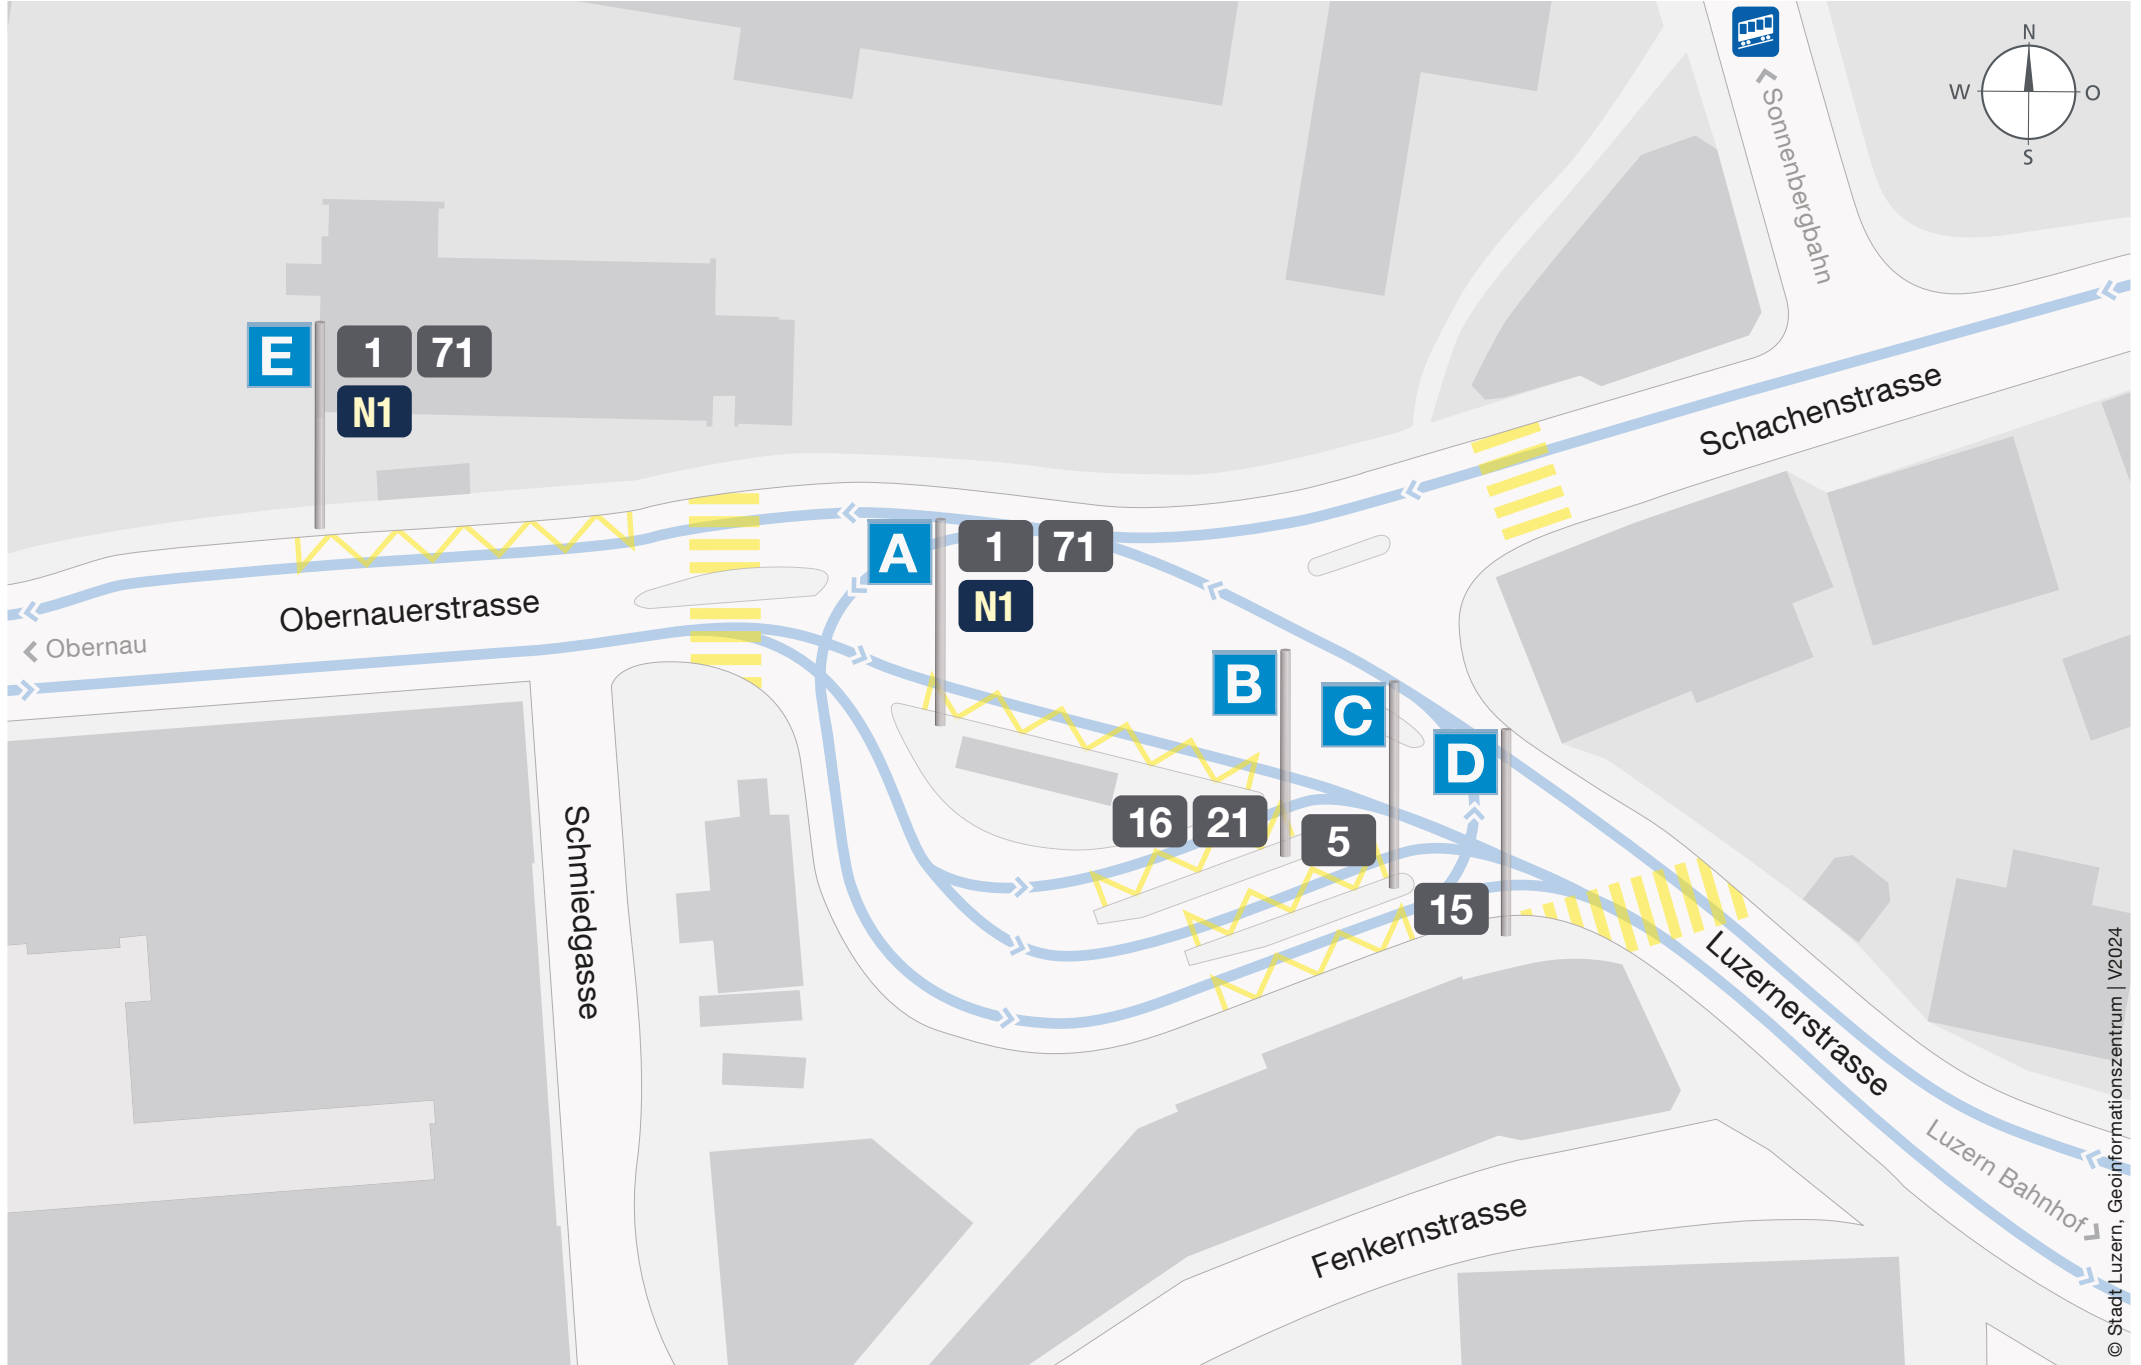 N
W
O
S
Sonnenbergbahn
E
1
71
N1
Schachenstrasse
A
1
71
N1
Obernauerstrasse
Obernau
B
C
D
16
21
5
15
Schmiedgasse
Luzernerstrasse
Luzern Bahnhof
Fenkernstrasse
© Stadt Luzern, Geoinformationszentrum | V2024